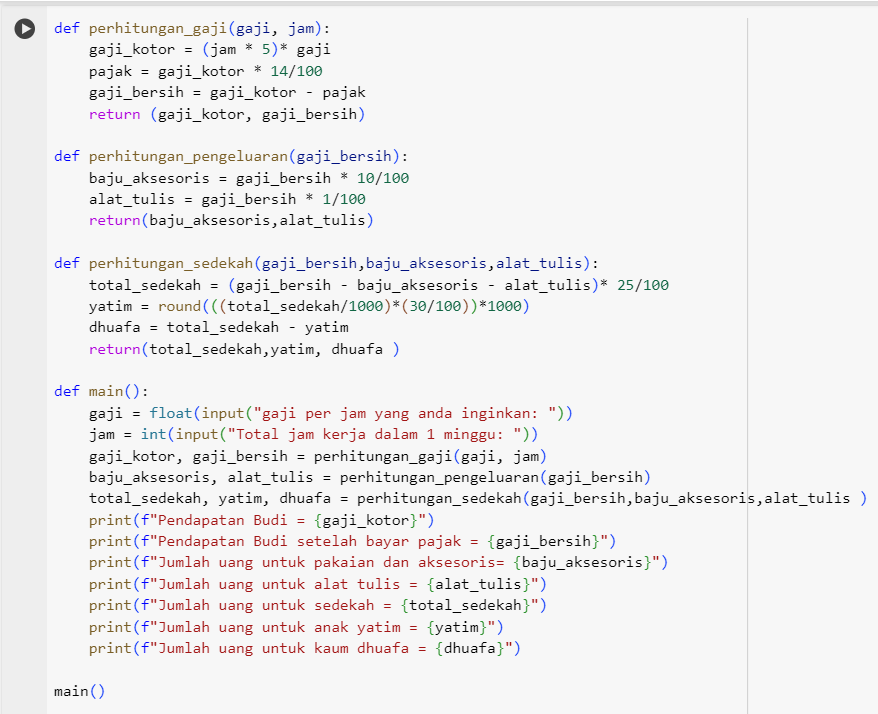 def perhitungan_gaji(gaji, jam):
    gaji_kotor = (jam * 5)* gaji
    pajak = gaji_kotor * 14/100
    gaji_bersih = gaji_kotor - pajak
    return (gaji_kotor, gaji_bersih)

def perhitungan_pengeluaran(gaji_bersih):
    baju_aksesoris = gaji_bersih * 10/100
    alat_tulis = gaji_bersih * 1/100
    return(baju_aksesoris,alat_tulis)

def perhitungan_sedekah(gaji_bersih,baju_aksesoris,alat_tulis):
    total_sedekah = (gaji_bersih - baju_aksesoris - alat_tulis)* 25/100
    yatim = round(((total_sedekah/1000)*(30/100))*1000)
    dhuafa = total_sedekah - yatim
    return(total_sedekah,yatim, dhuafa )

def main():
    gaji = float(input("gaji per jam yang anda inginkan: "))
    jam = int(input("Total jam kerja dalam 1 minggu: "))
    gaji_kotor, gaji_bersih = perhitungan_gaji(gaji, jam)
    baju_aksesoris, alat_tulis = perhitungan_pengeluaran(gaji_bersih)
    total_sedekah, yatim, dhuafa = perhitungan_sedekah(gaji_bersih,baju_aksesoris,alat_tulis )
    print(f"Pendapatan Budi = {gaji_kotor}")
    print(f"Pendapatan Budi setelah bayar pajak = {gaji_bersih}")
    print(f"Jumlah uang untuk pakaian dan aksesoris= {baju_aksesoris}")
    print(f"Jumlah uang untuk alat tulis = {alat_tulis}")
    print(f"Jumlah uang untuk sedekah = {total_sedekah}")
    print(f"Jumlah uang untuk anak yatim = {yatim}")
    print(f"Jumlah uang untuk kaum dhuafa = {dhuafa}")

main()